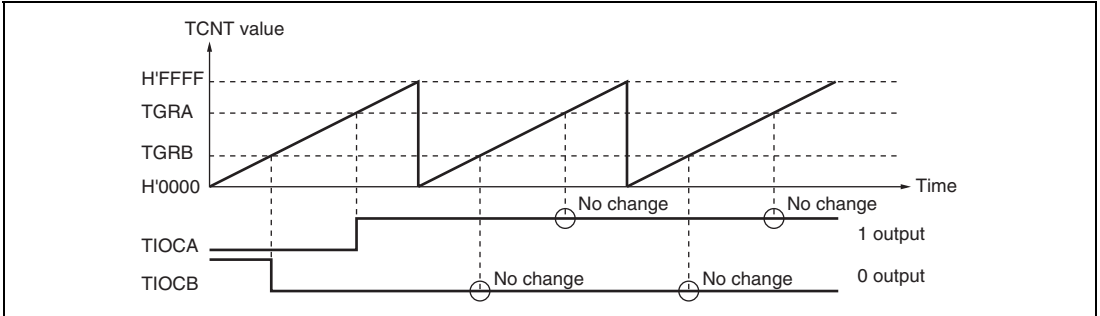 TCNT value
H'FFFF
TGRA
TGRB
H'0000
Time
No change No change
TIOCA
1 output
No change No change
TIOCB
0 output